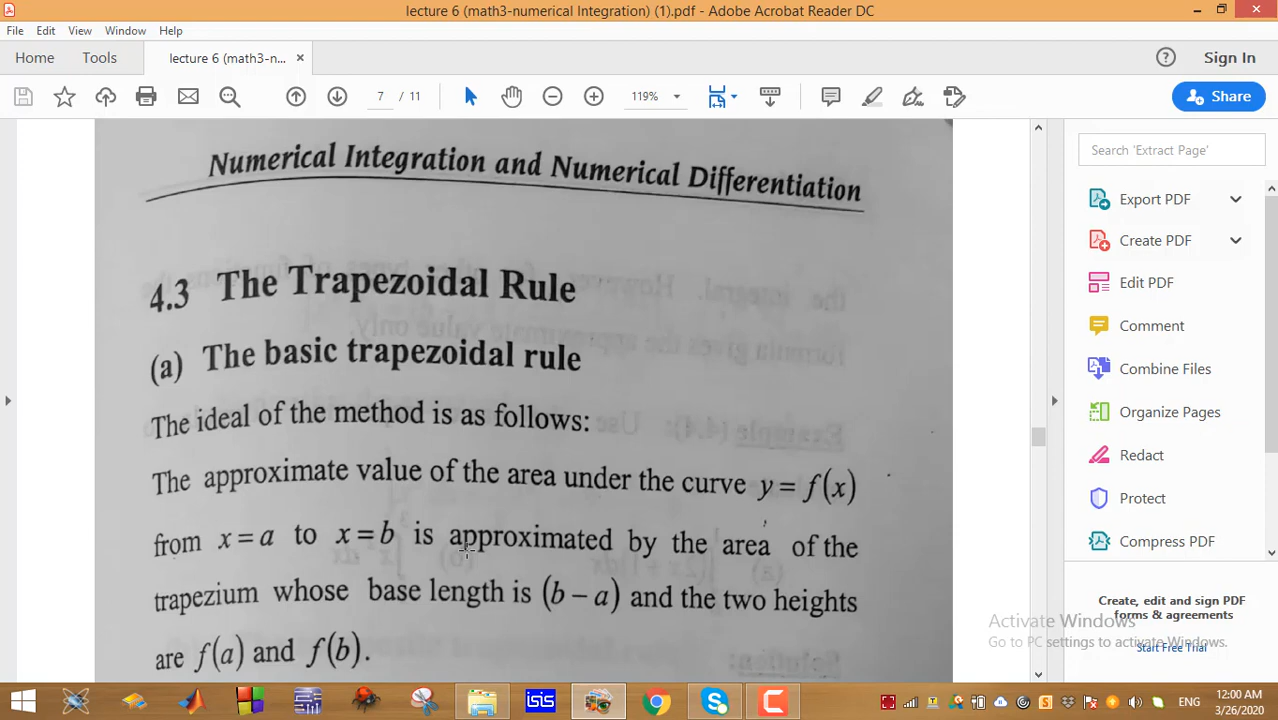 lecture 6 (math3-numerical Integration) (1).pdf - Adobe Acrobat Reader DC
File Edit View Window Help
Home Tools lecture 6 (math3-n... × Sign In
7 / 11 119% Share
Numerical Integration and Numerical Differentiation
4.3 The Trapezoidal Rule
(a) The basic trapezoidal rule
The ideal of the method is as follows:
The approximate value of the area under the curve y = f(x)
from x = a to x = b is approximated by the area of the
trapezium whose base length is (b − a) and the two heights
are f(a) and f(b).
Search 'Extract Page'
Export PDF
Create PDF
Edit PDF
Comment
Combine Files
Organize Pages
Redact
Protect
Compress PDF
Create, edit and sign PDF
forms & agreements
Start Free Trial
Activate Windows
Go to PC settings to activate Windows.
isis
ENG
12:00 AM
3/26/2020